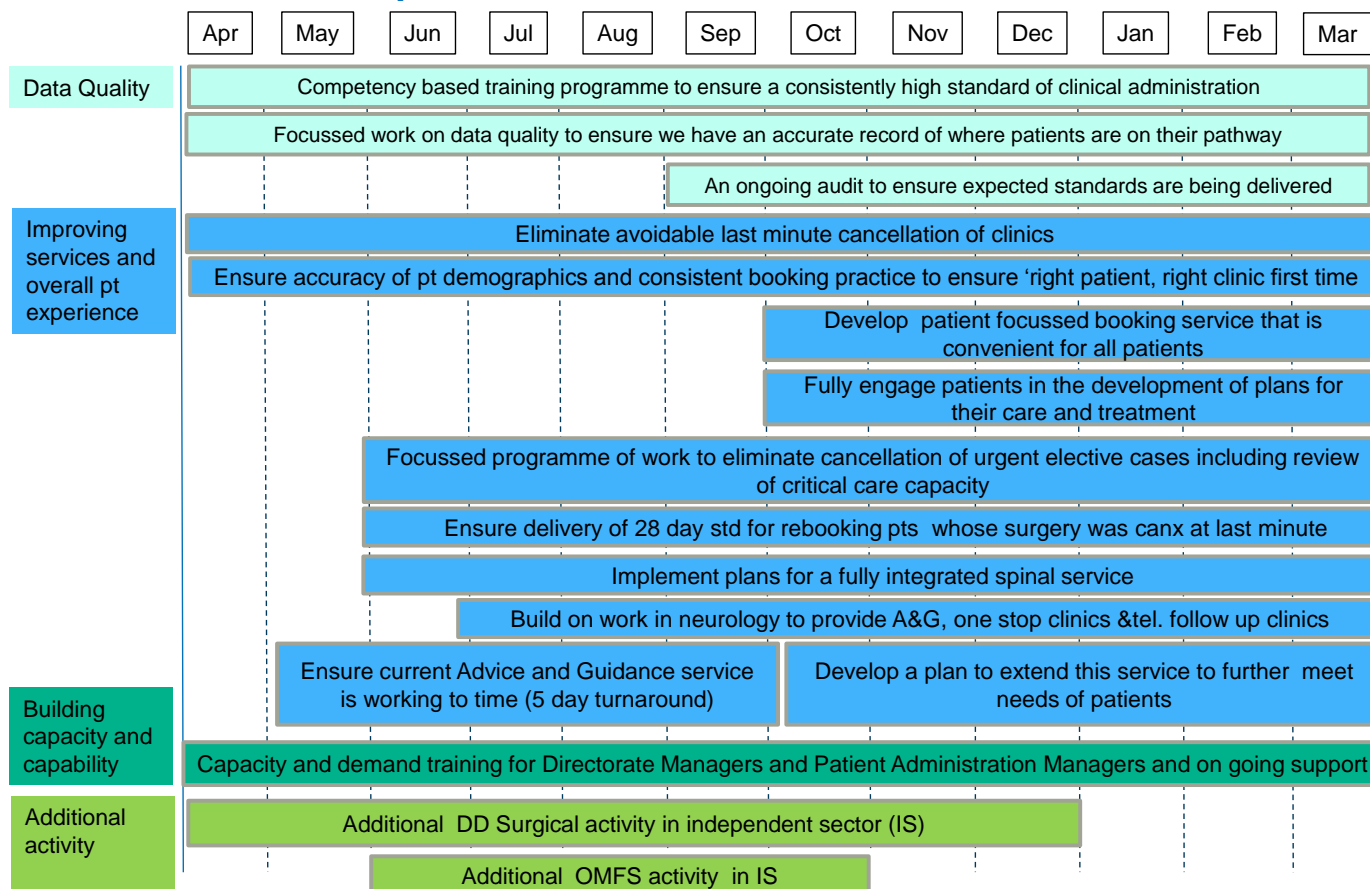 Apr May Jun Jul Aug Sep Oct Nov Dec Jan Feb Mar
Data Quality
Competency based training programme to ensure a consistently high standard of clinical administration
Focussed work on data quality to ensure we have an accurate record of where patients are on their pathway
An ongoing audit to ensure expected standards are being delivered
Improving
services and
overall pt
experience
Eliminate avoidable last minute cancellation of clinics
Ensure accuracy of pt demographics and consistent booking practice to ensure ‘right patient, right clinic first time
Develop patient focussed booking service that is
convenient for all patients
Fully engage patients in the development of plans for
their care and treatment
Focussed programme of work to eliminate cancellation of urgent elective cases including review
of critical care capacity
Ensure delivery of 28 day std for rebooking pts whose surgery was canx at last minute
Implement plans for a fully integrated spinal service
Build on work in neurology to provide A&G, one stop clinics &tel. follow up clinics
Ensure current Advice and Guidance service
is working to time (5 day turnaround)
Develop a plan to extend this service to further meet
needs of patients
Building
capacity and
capability
Capacity and demand training for Directorate Managers and Patient Administration Managers and on going support
Additional
activity
Additional DD Surgical activity in independent sector (IS)
Additional OMFS activity in IS